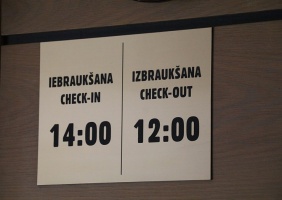 IEBRAUKŠANA
CHECK-IN
14:00
IZBRAUKŠANA
CHECK-OUT
12:00